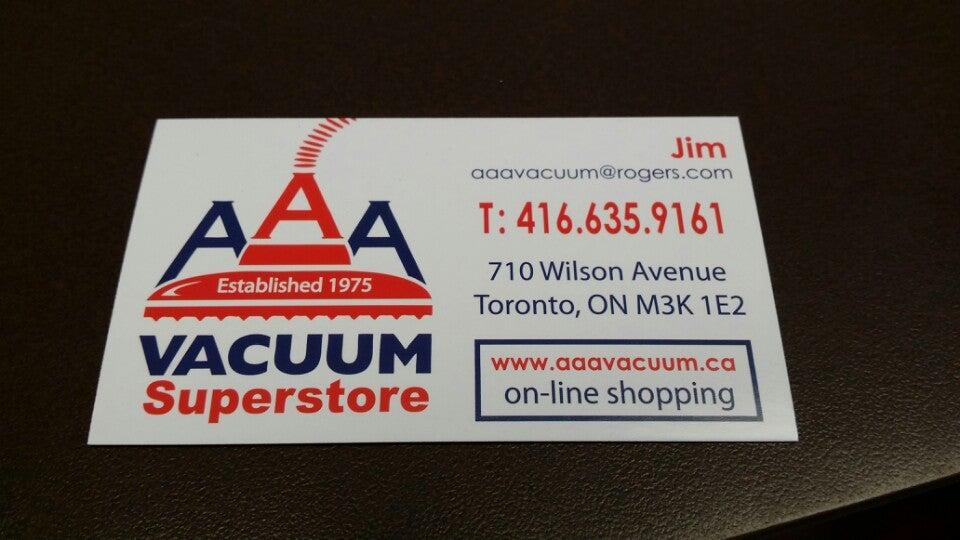 AAA
Established 1975
VACUUM
Superstore
Jim
aaavacuum@rogers.com
T: 416.635.9161
710 Wilson Avenue
Toronto, ON M3K 1E2
www.aaavacuum.ca
on-line shopping